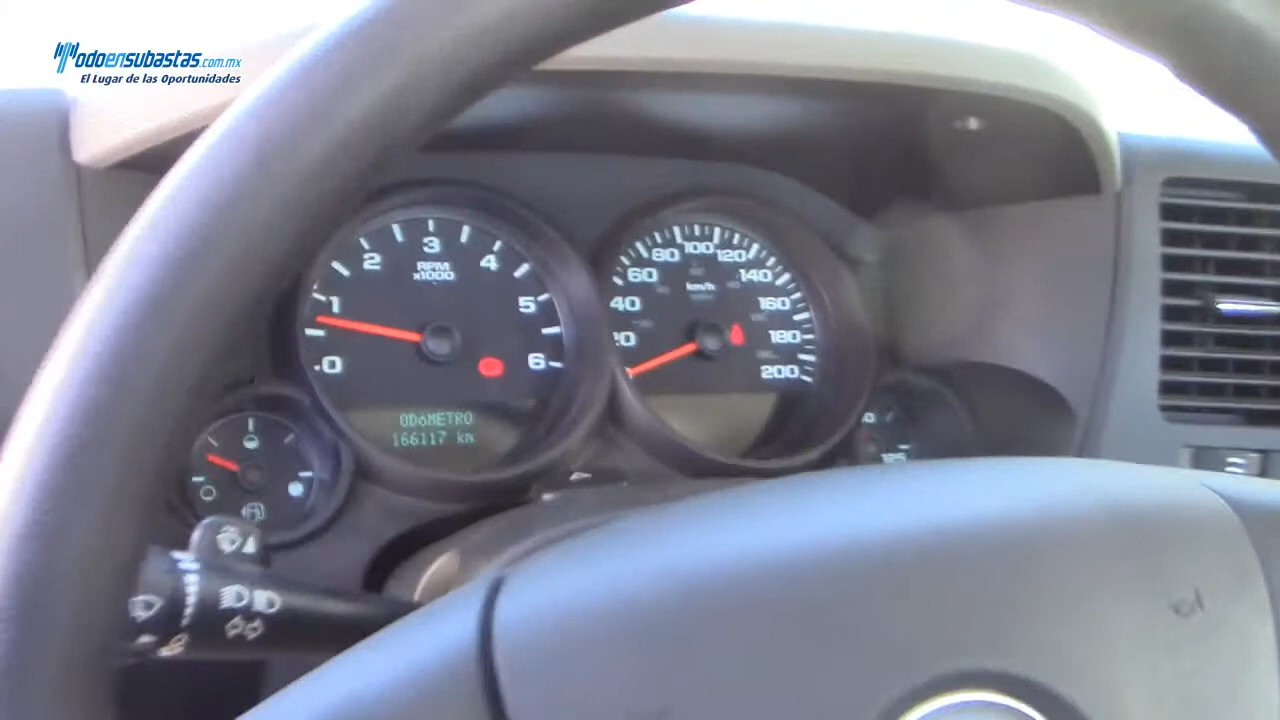 todoensubastas.com.mx
El Lugar de las Oportunidades
0 1 2 3 4 5 6
RPM
x1000
ODoMETRO
166117 km
20 40 60 80 100 120 140 160 180 200
km/h
125